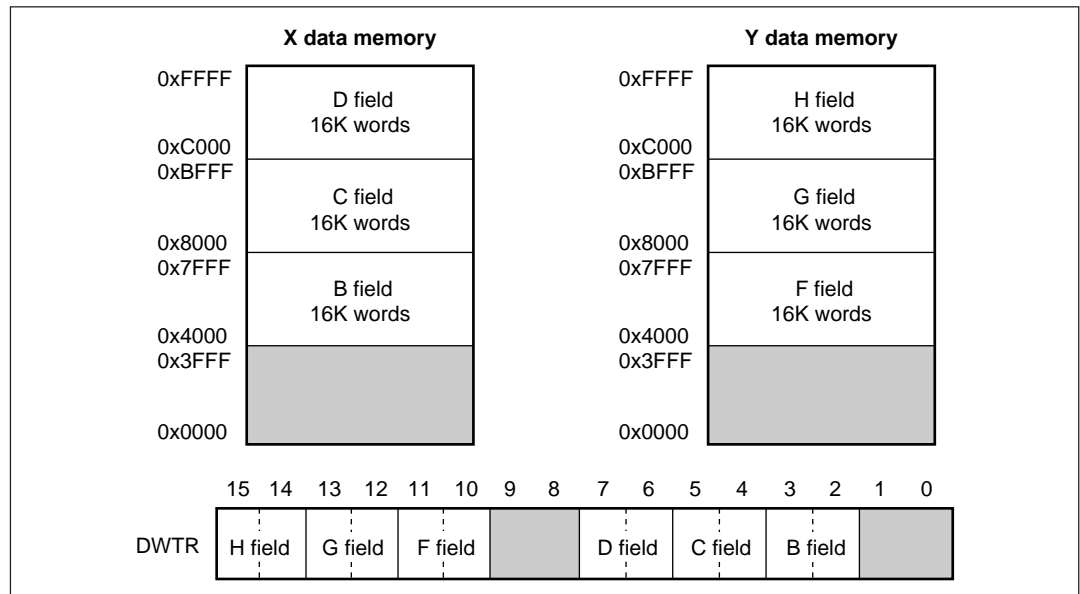 X data memory
0xFFFF
D field
16K words
0xC000
0xBFFF
C field
16K words
0x8000
0x7FFF
B field
16K words
0x4000
0x3FFF
0x0000
Y data memory
0xFFFF
H field
16K words
0xC000
0xBFFF
G field
16K words
0x8000
0x7FFF
F field
16K words
0x4000
0x3FFF
0x0000
15 14 13 12 11 10 9 8 7 6 5 4 3 2 1 0
DWTR H field G field F field D field C field B field